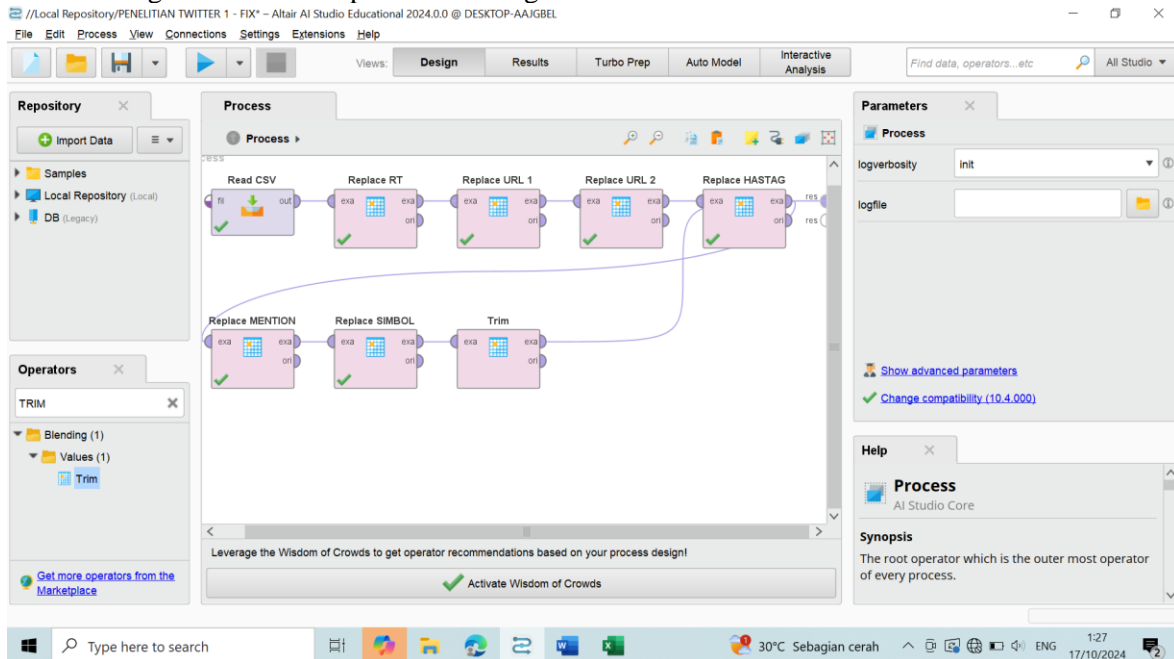 //Local Repository/PENELITIAN TWITTER 1 - FIX* – Altair AI Studio Educational 2024.0.0 @ DESKTOP-AAJGBEL
File Edit Process View Connections Settings Extensions Help
Views: Design Results Turbo Prep Auto Model Interactive Analysis Find data, operators...etc All Studio
Repository
Import Data
Samples
Local Repository (Local)
DB (Legacy)
Operators
TRIM
Blending (1)
Values (1)
Trim
Get more operators from the
Marketplace
Process
Process
Read CSV Replace RT Replace URL 1 Replace URL 2 Replace HASTAG
fil out exa exa exa exa exa exa exa exa res
ori ori ori ori res
Replace MENTION Replace SIMBOL Trim
exa exa exa exa exa exa
ori ori ori
Leverage the Wisdom of Crowds to get operator recommendations based on your process design!
Activate Wisdom of Crowds
Parameters
Process
logverbosity init
logfile
Show advanced parameters
Change compatibility (10.4.000)
Help
Process
AI Studio Core
Synopsis
The root operator which is the outer most operator
of every process.
Type here to search
30°C Sebagian cerah ENG 1:27
17/10/2024
2